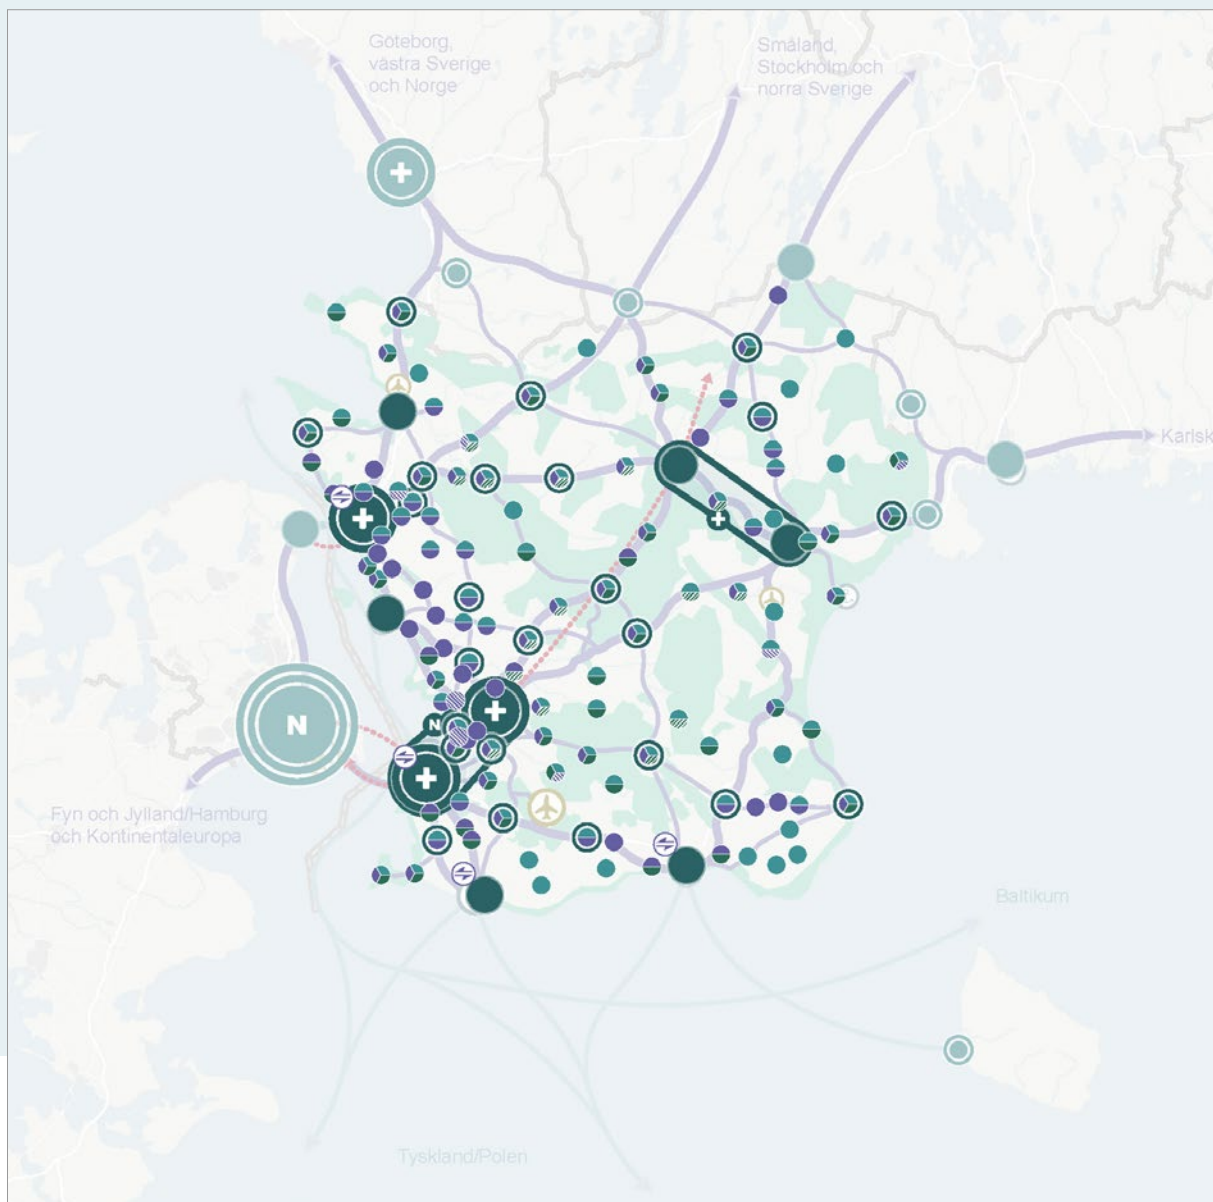 Göteborg,
västra Sverige
och Norge
Småland,
Stockholm och
norra Sverige
Karlsk
N
N
Fyn och Jylland/Hamburg
och Kontinentaleuropa
Baltikum
Tyskland/Polen